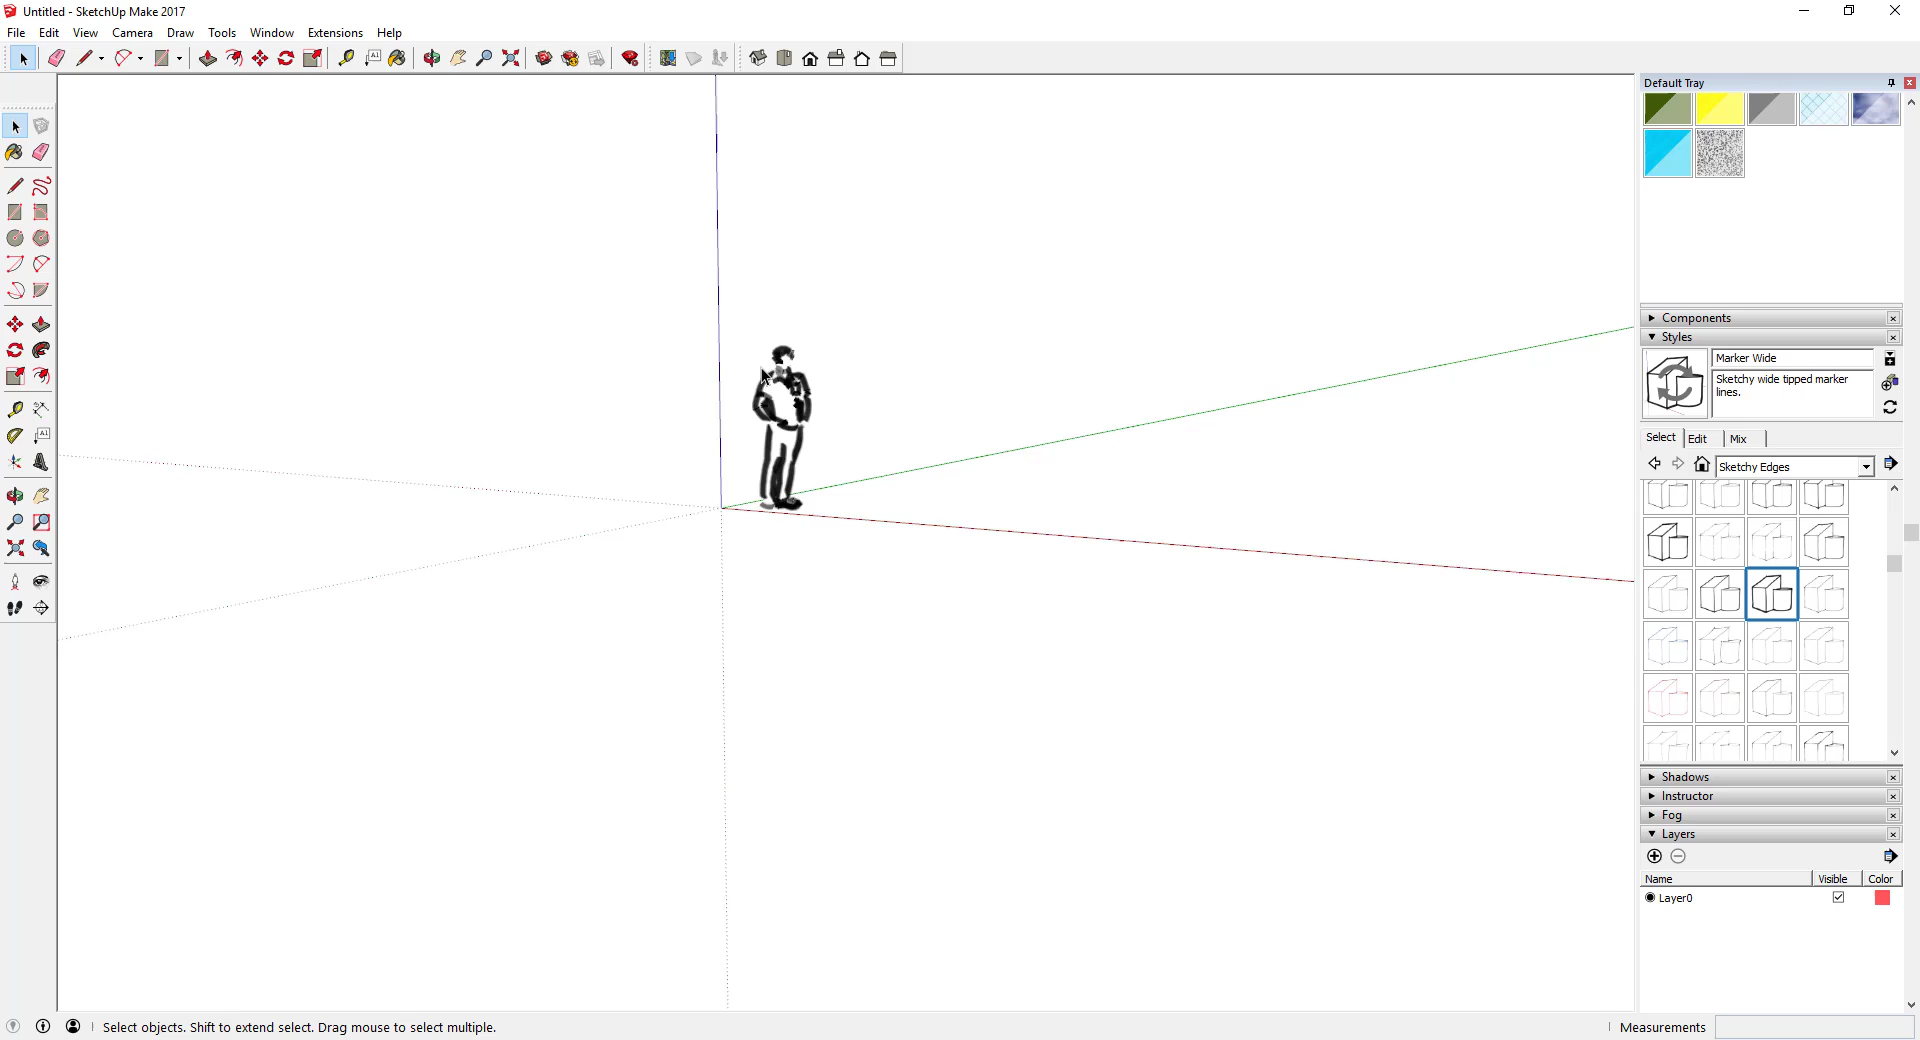 Untitled - SketchUp Make 2017
File Edit View Camera Draw Tools Window Extensions Help
Default Tray
Components
Styles
Marker Wide
Sketchy wide tipped marker
lines.
Select Edit Mix
Sketchy Edges
Shadows
Instructor
Fog
Layers
Name Visible Color
Layer0
Select objects. Shift to extend select. Drag mouse to select multiple.
Measurements